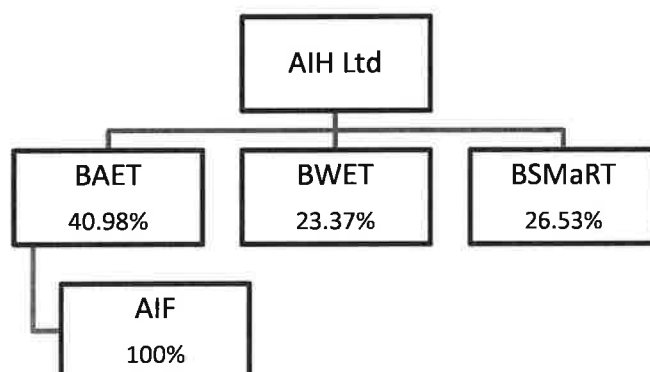 AIH Ltd
BAET
40.98%
BWET
23.37%
BSMaRT
26.53%
AIF
100%